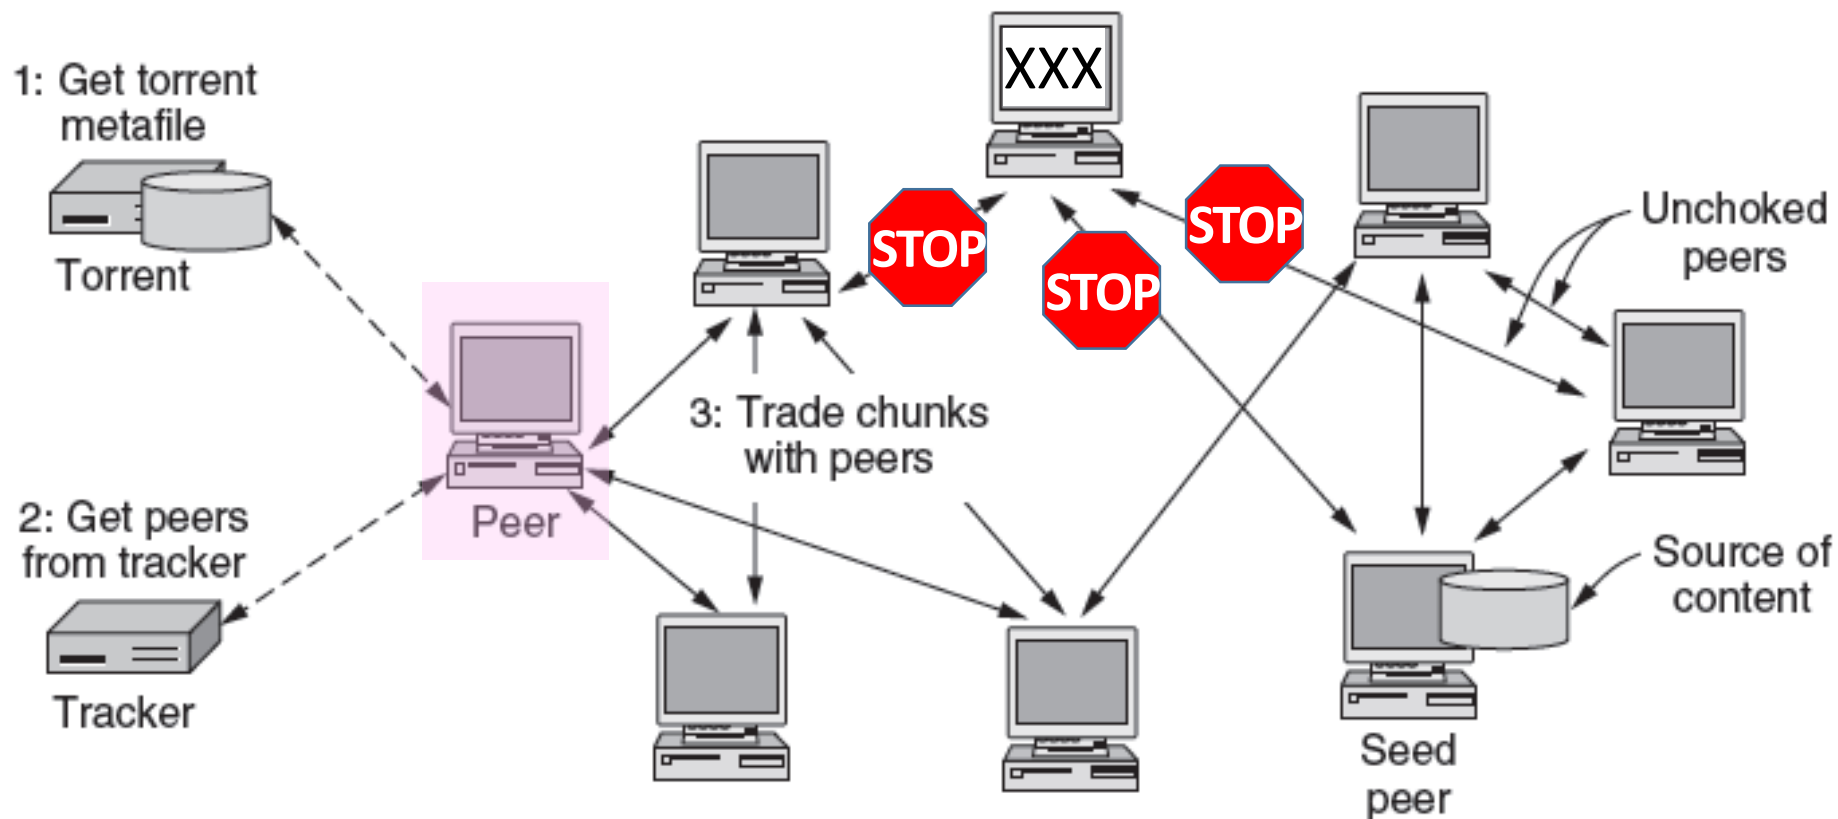 1: Get torrent
metafile
Torrent
2: Get peers
from tracker
Tracker
Peer
3: Trade chunks
with peers
XXX
STOP
STOP
STOP
Unchoked
peers
Source of
content
Seed
peer